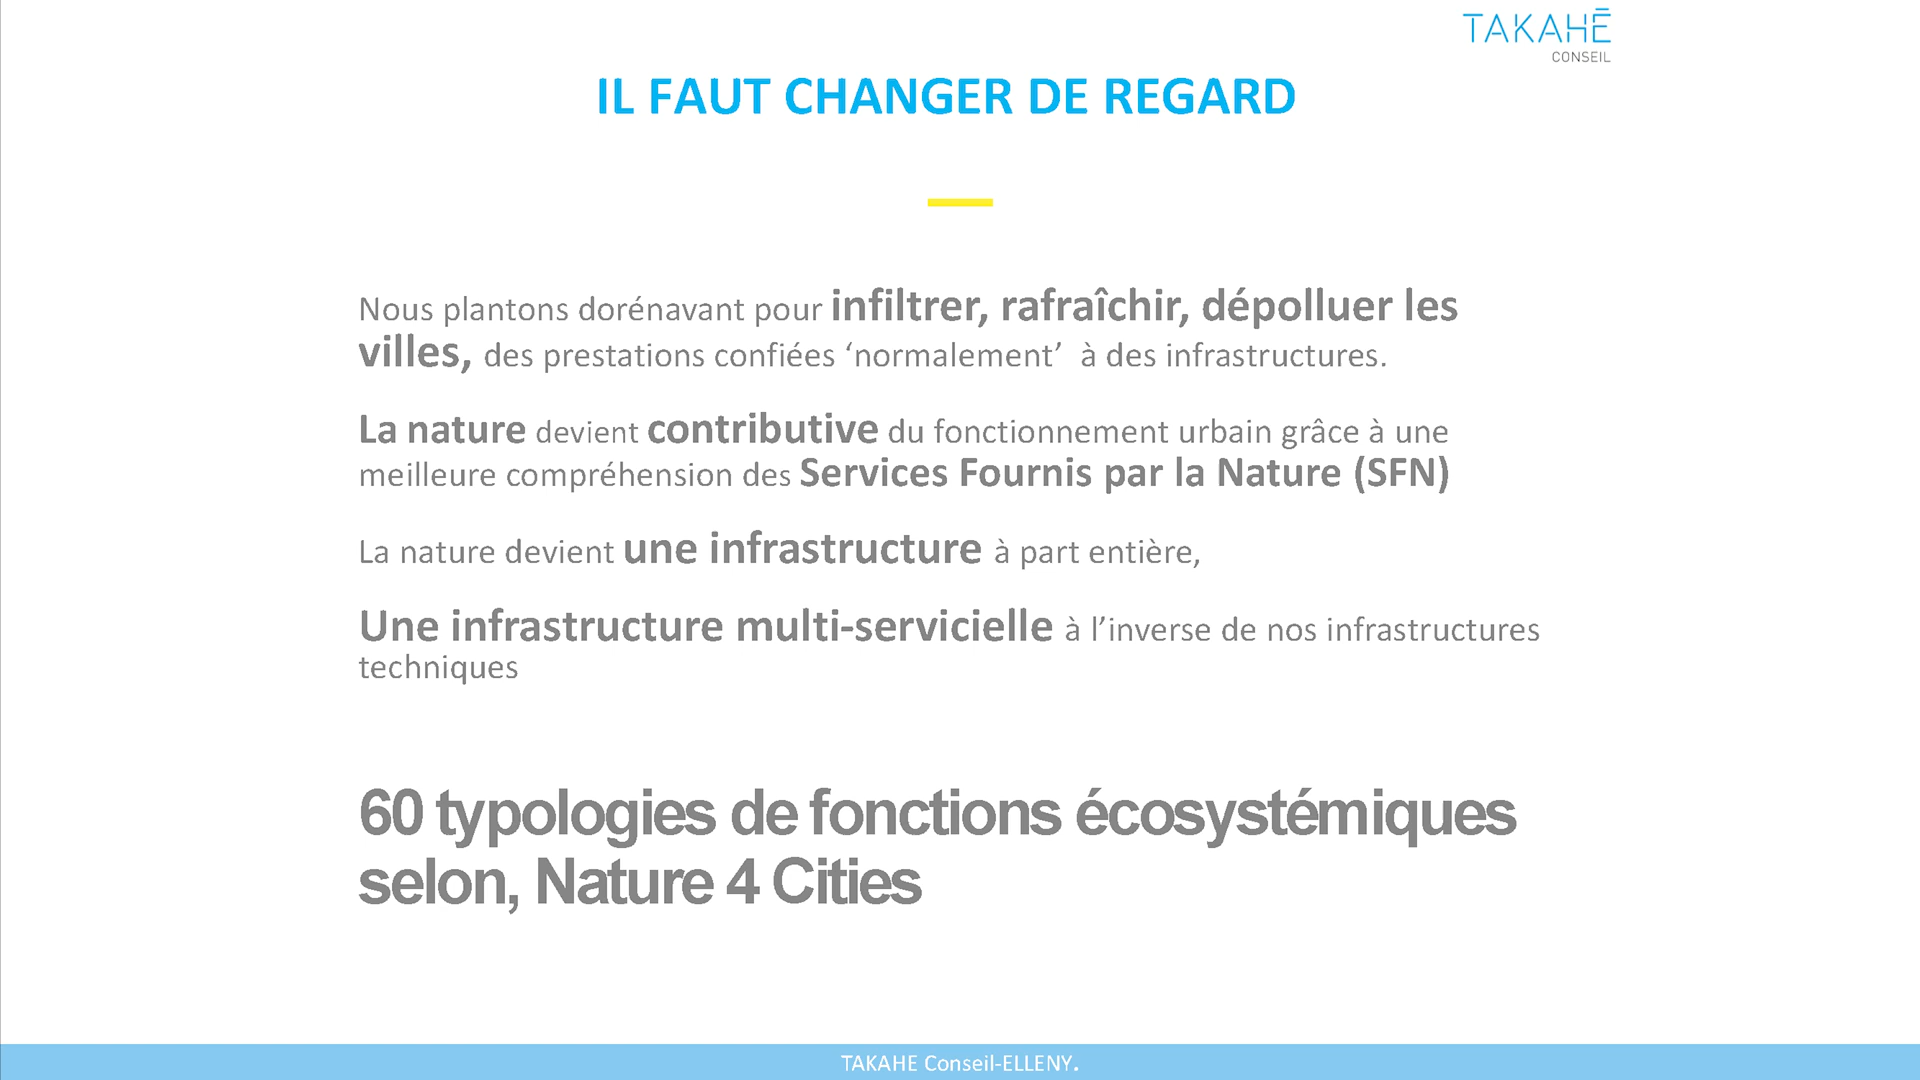 TAKAHĒ
CONSEIL
IL FAUT CHANGER DE REGARD
Nous plantons dorénavant pour infiltrer, rafraîchir, dépolluer les
villes, des prestations confiées ‘normalement’ à des infrastructures.
La nature devient contributive du fonctionnement urbain grâce à une
meilleure compréhension des Services Fournis par la Nature (SFN)
La nature devient une infrastructure à part entière,
Une infrastructure multi-servicielle à l’inverse de nos infrastructures
techniques
60 typologies de fonctions écosystémiques
selon, Nature 4 Cities
TAKAHE Conseil-ELLENY.